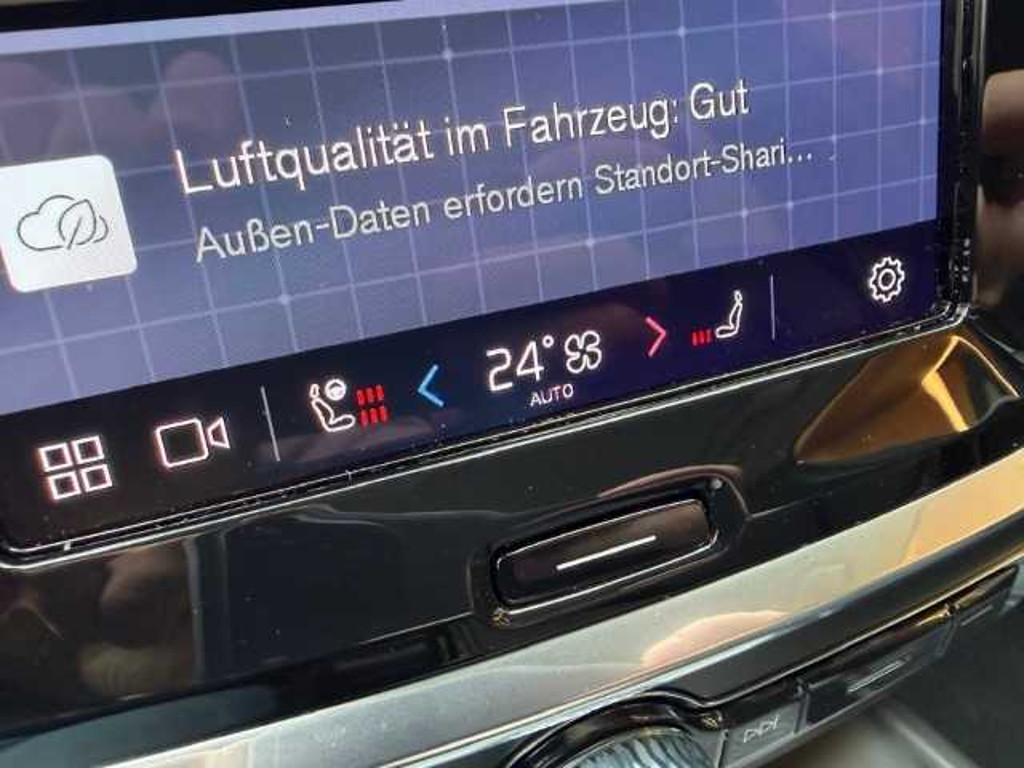 Luftqualität im Fahrzeug: Gut
Außen-Daten erfordern Standort-Shari...
24°
AUTO